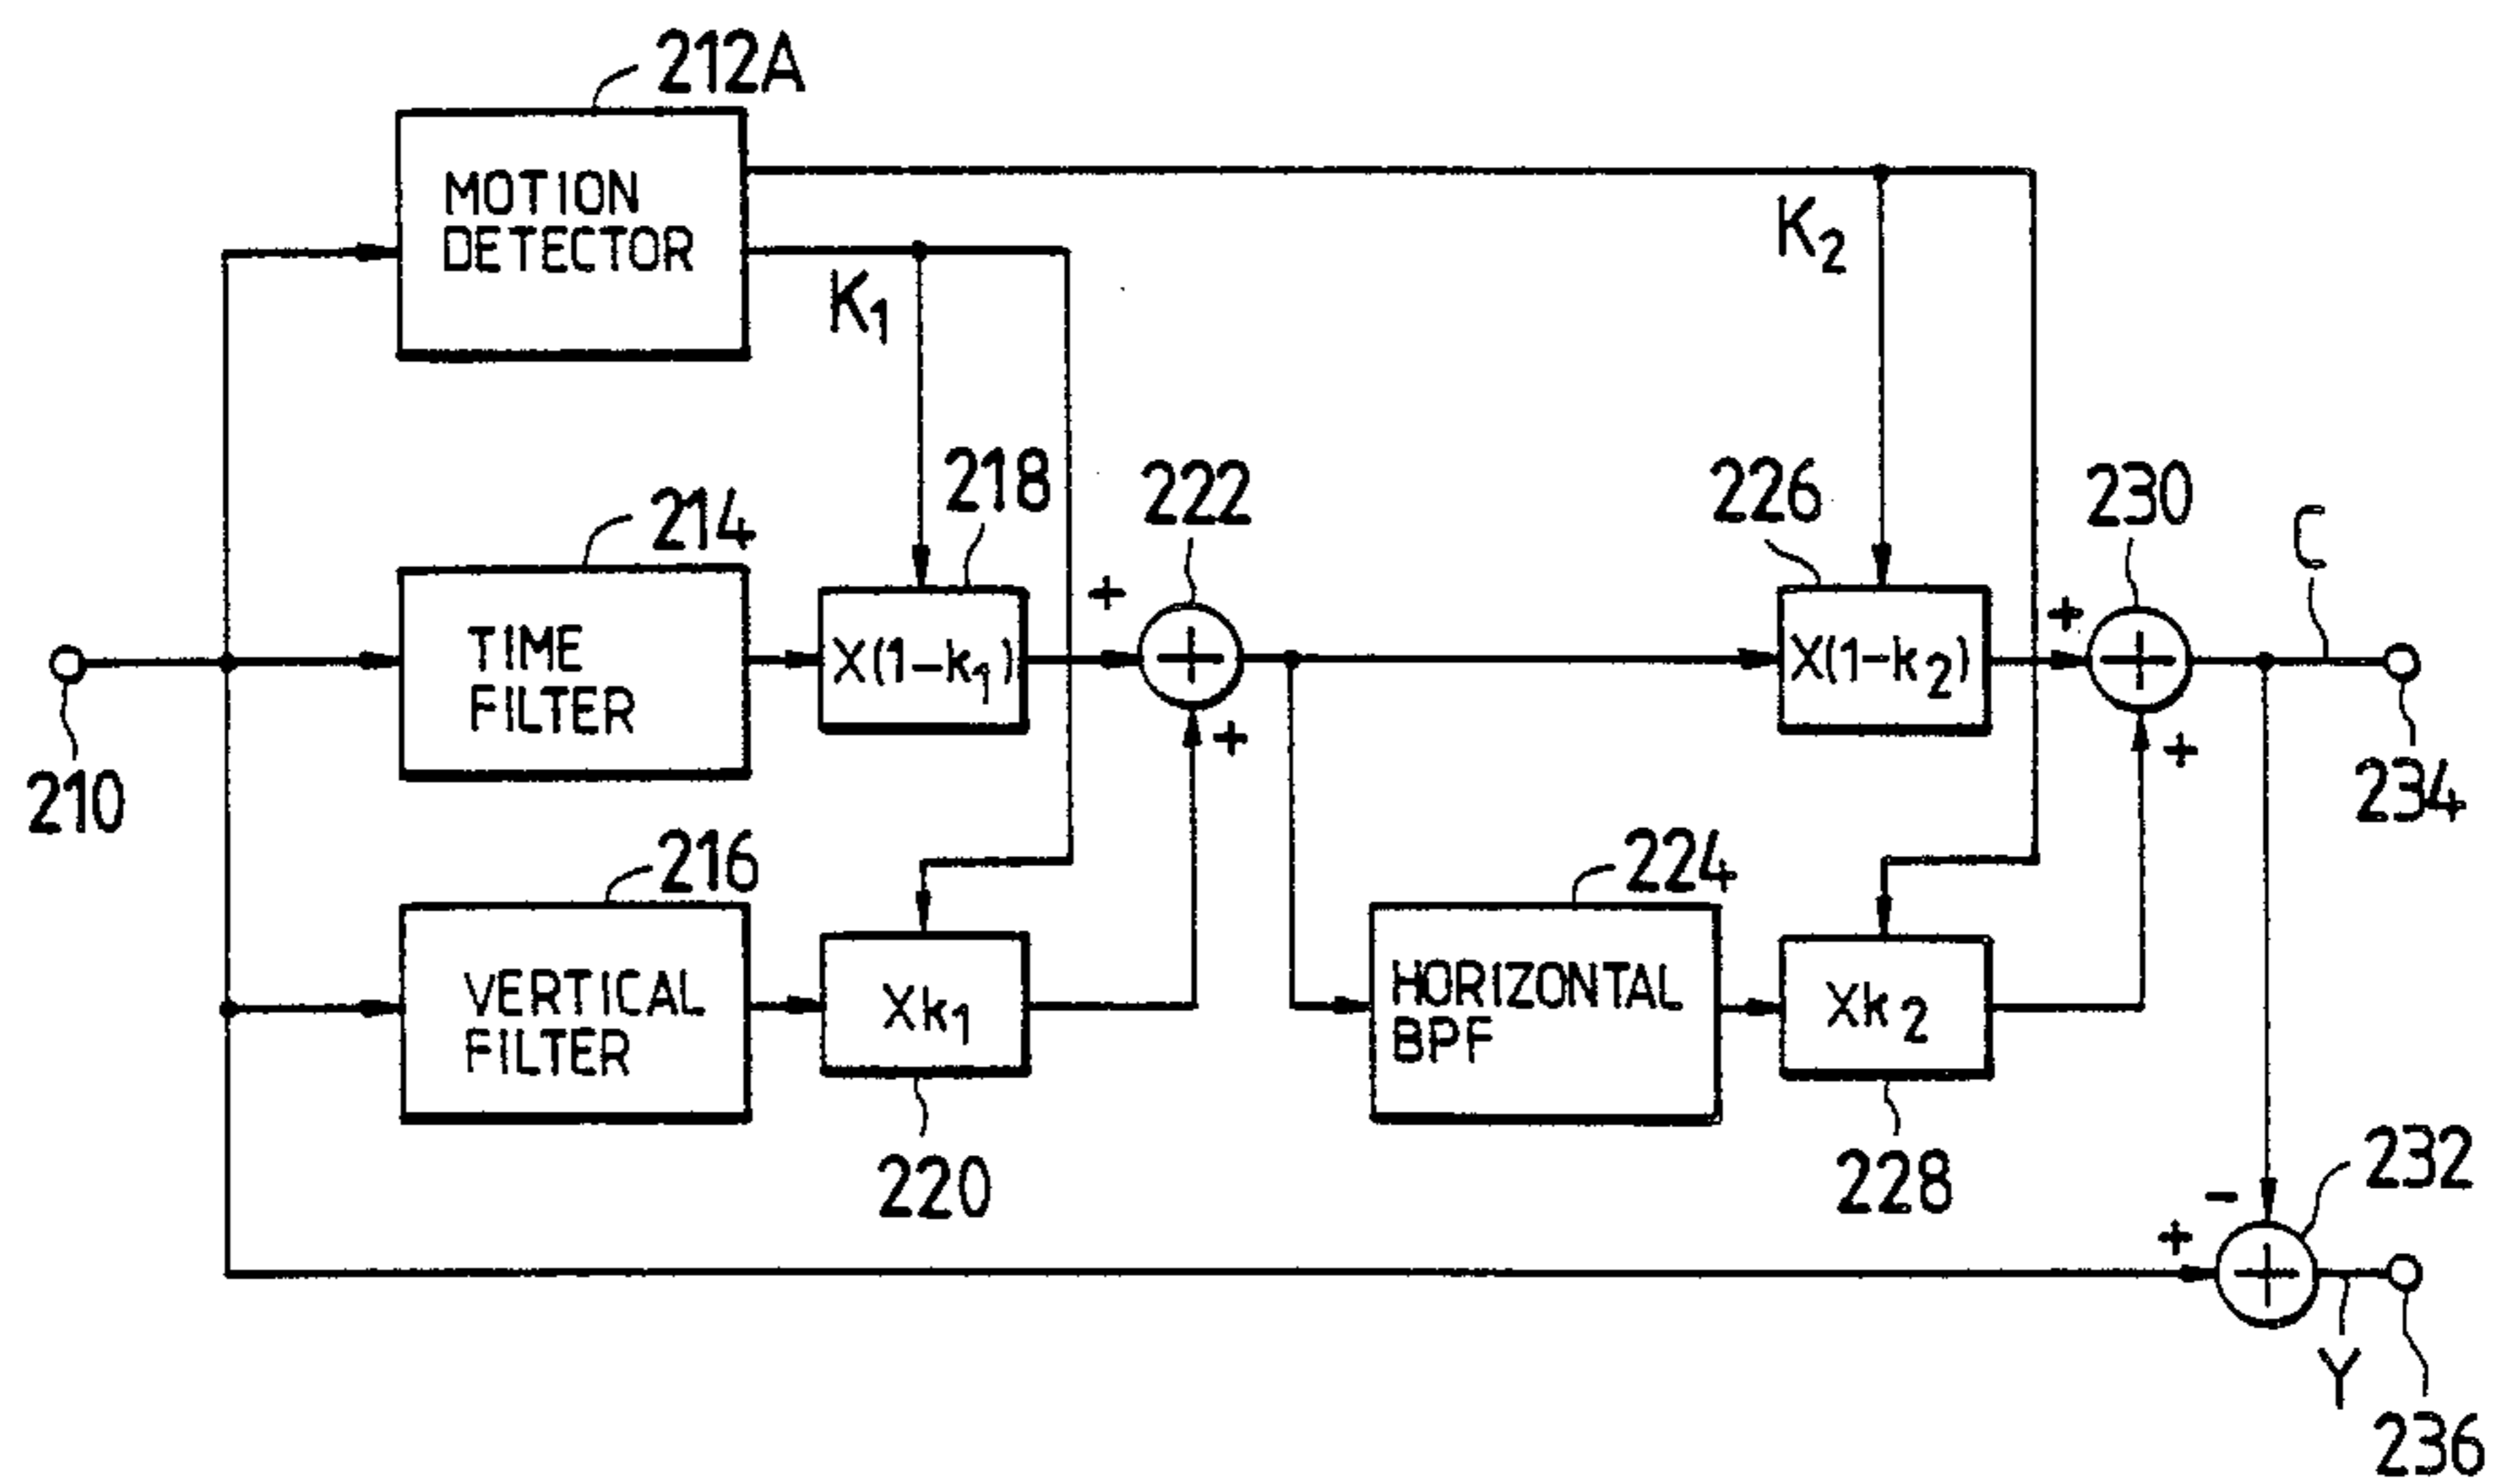 212A
MOTION
DETECTOR
K1
K2
214
218
222
226
230
C
TIME
FILTER
X(1-k1)
+
+
X(1-k2)
+
+
210
234
216
224
VERTICAL
FILTER
Xk1
HORIZONTAL
BPF
Xk2
220
228
232
-
+
Y
236